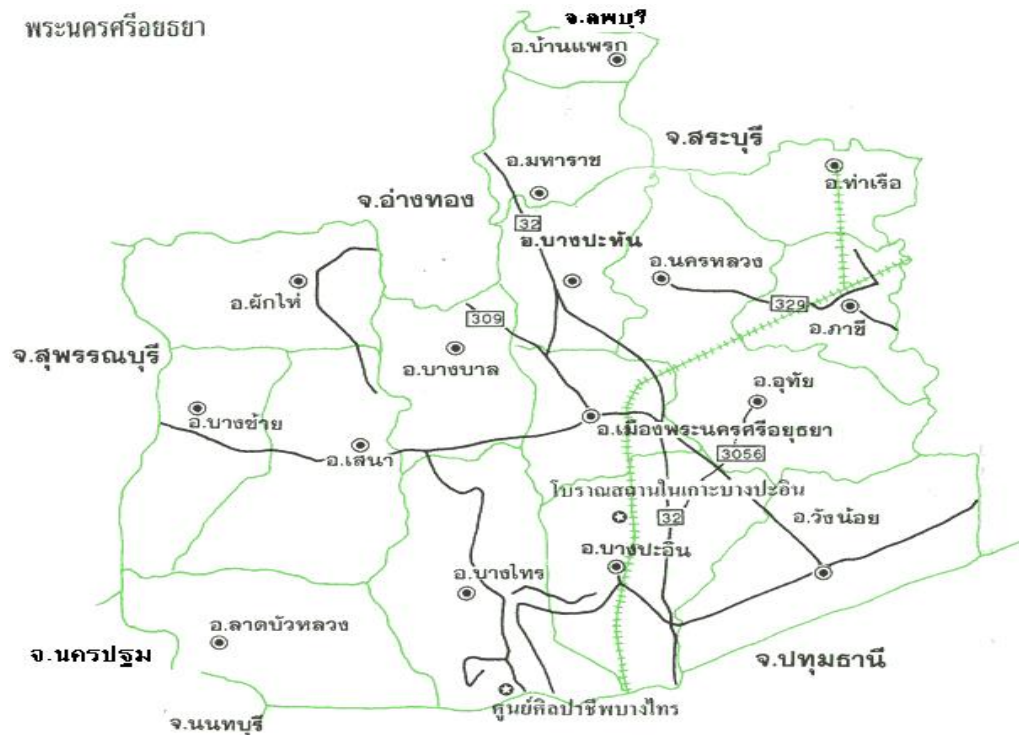 พระนครศรีอยธยา
จ.ลพบุรี
อ.บ้านแพรก
จ.สระบุรี
อ.มหาราช
อ.ท่าเรือ
จ.อ่างทอง
32
อ.บางปะหัน
อ.นครหลวง
อ.ผักไห่
329
309
อ.ภาชี
จ.สุพรรณบุรี
อ.บางบาล
อ.อุทัย
อ.บางซ้าย
อ.เมืองพระนครศรีอยุธยา
อ.เสนา
3056
โบราณสถานในเกาะบางปะอิน
32
อ.วังน้อย
อ.บางปะอิน
อ.บางไทร
อ.ลาดบัวหลวง
จ.นครปฐม
จ.ปทุมธานี
ศูนย์ศิลปาชีพบางไทร
จ.นนทบุรี